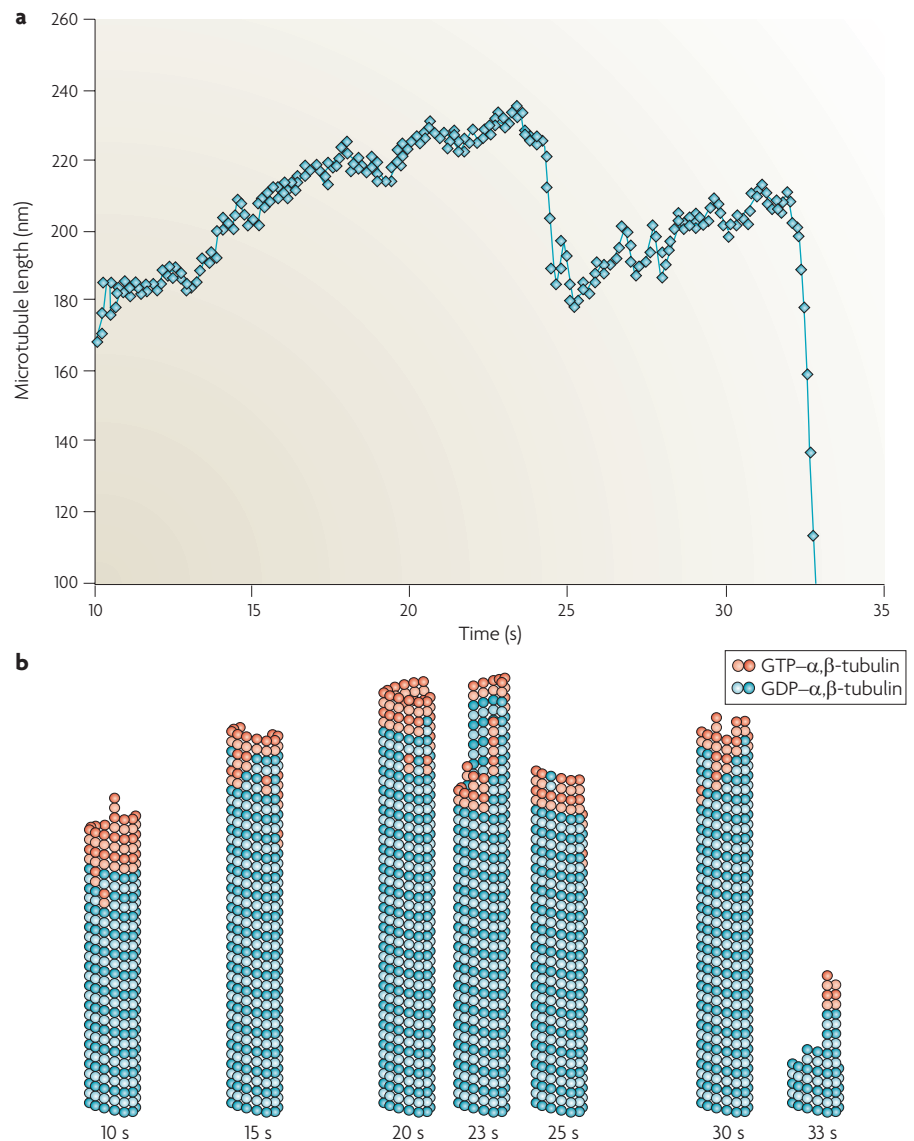 a
260
240
220
200
180
160
140
120
100
Microtubule length (nm)
10 15 20 25 30 35
Time (s)
b
GTP–α,β-tubulin
GDP–α,β-tubulin
10 s 15 s 20 s 23 s 25 s 30 s 33 s